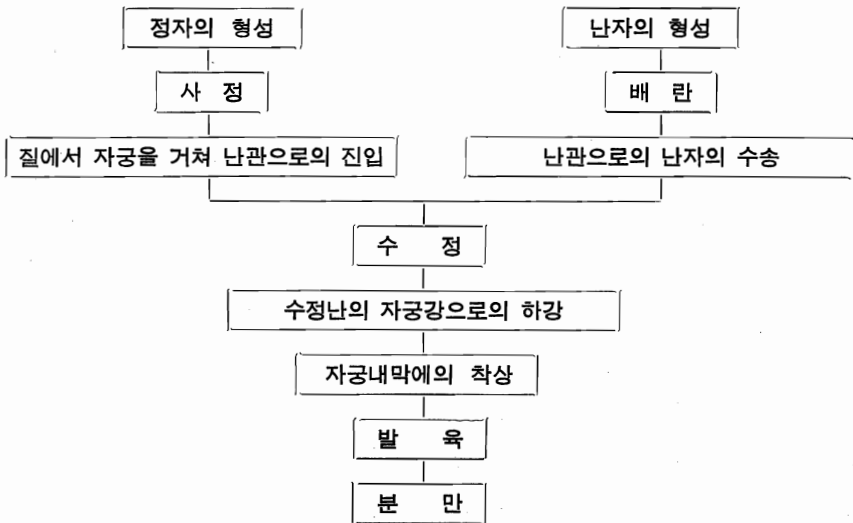 정자의 형성
난자의 형성
사 정
배 란
질에서 자궁을 거쳐 난관으로의 진입
난관으로의 난자의 수송
수 정
수정난의 자궁강으로의 하강
자궁내막에의 착상
발 육
분 만